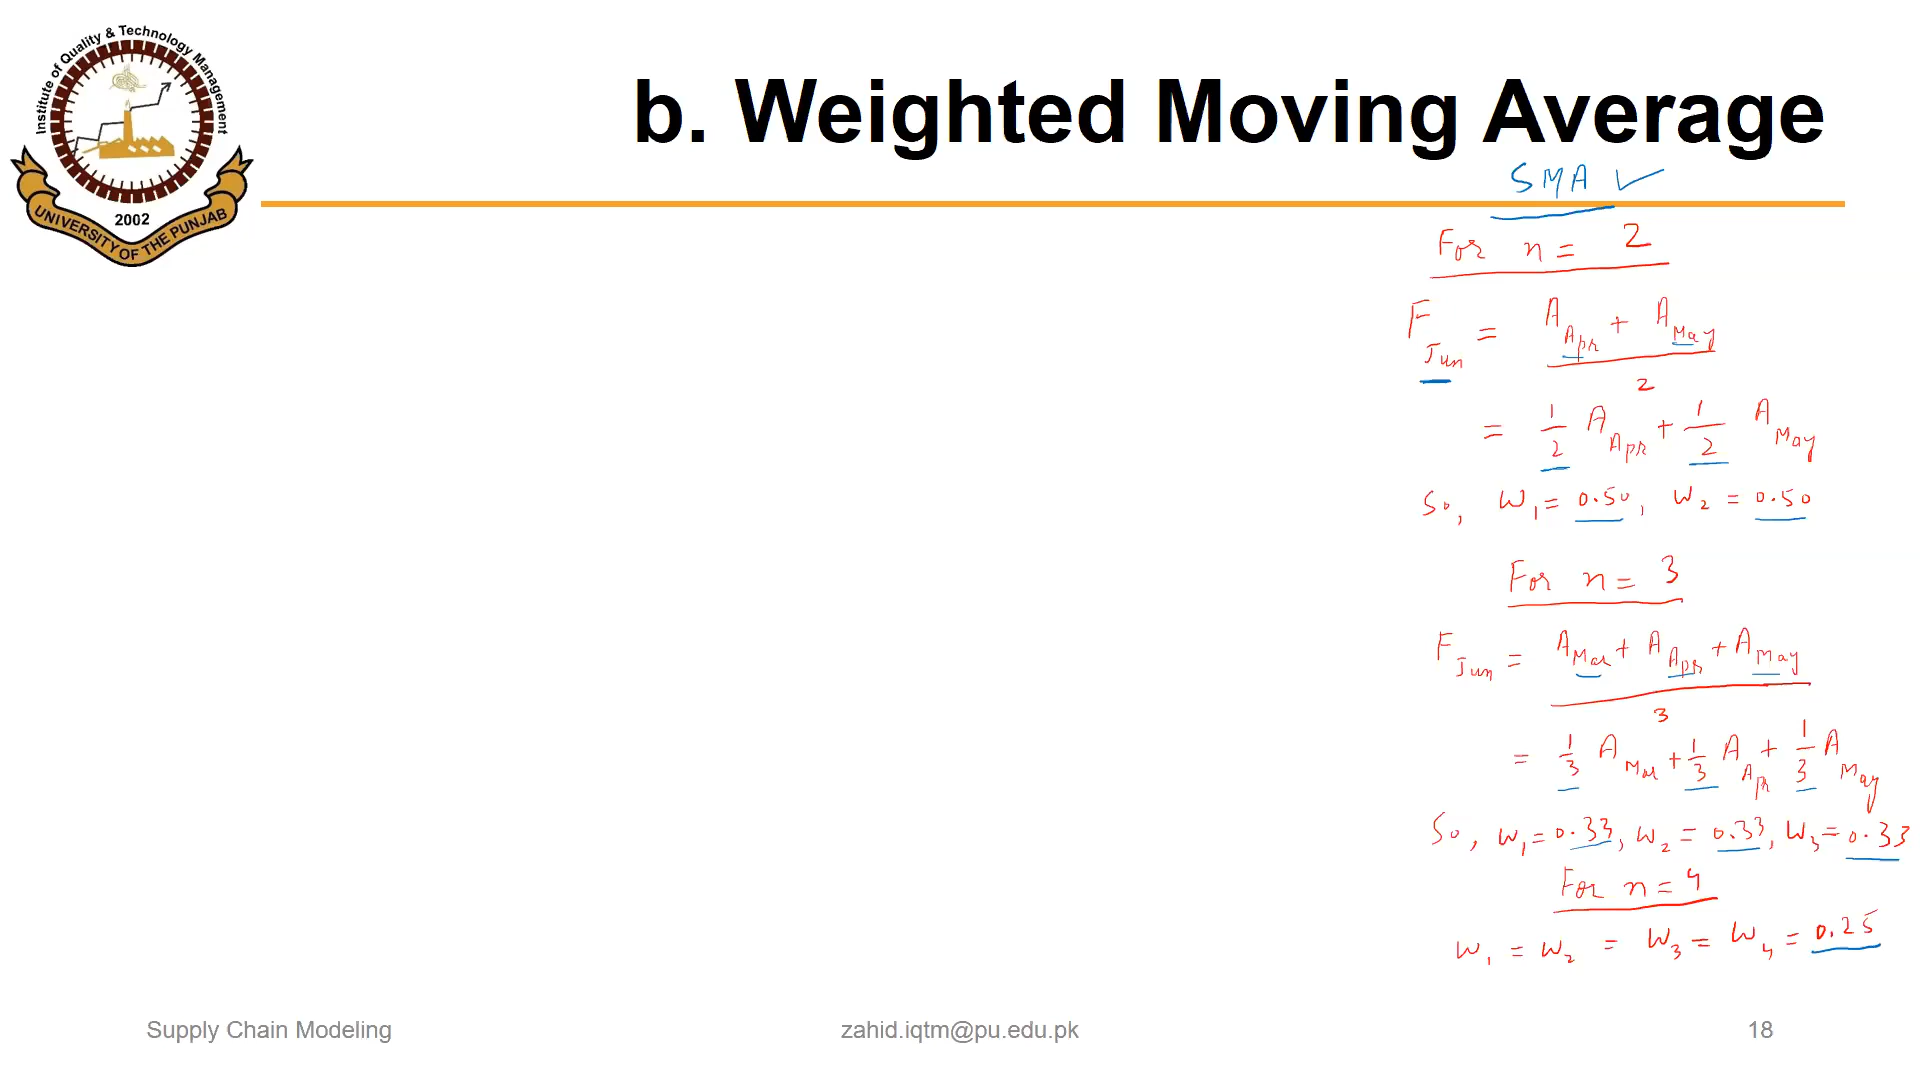 Institute of Quality & Technology Management
2002
UNIVERSITY OF THE PUNJAB
b. Weighted Moving Average
SMA ✓
For n = 2
F Jun = A Apr + A May
2
= 1/2 A Apr + 1/2 A May
So, W1 = 0.50, W2 = 0.50
For n = 3
F Jun = A Mar + A Apr + A May
3
= 1/3 A Mar + 1/3 A Apr + 1/3 A May
So, W1 = 0.33, W2 = 0.33, W3 = 0.33
For n = 4
W1 = W2 = W3 = W4 = 0.25
Supply Chain Modeling
zahid.iqtm@pu.edu.pk
18